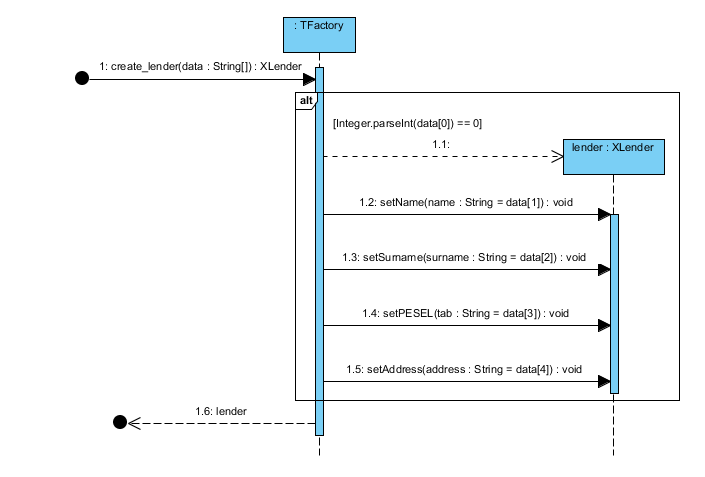 : TFactory
1: create_lender(data : String[]) : XLender
alt
[Integer.parseInt(data[0]) == 0]
1.1:
lender : XLender
1.2: setName(name : String = data[1]) : void
1.3: setSurname(surname : String = data[2]) : void
1.4: setPESEL(tab : String = data[3]) : void
1.5: setAddress(address : String = data[4]) : void
1.6: lender